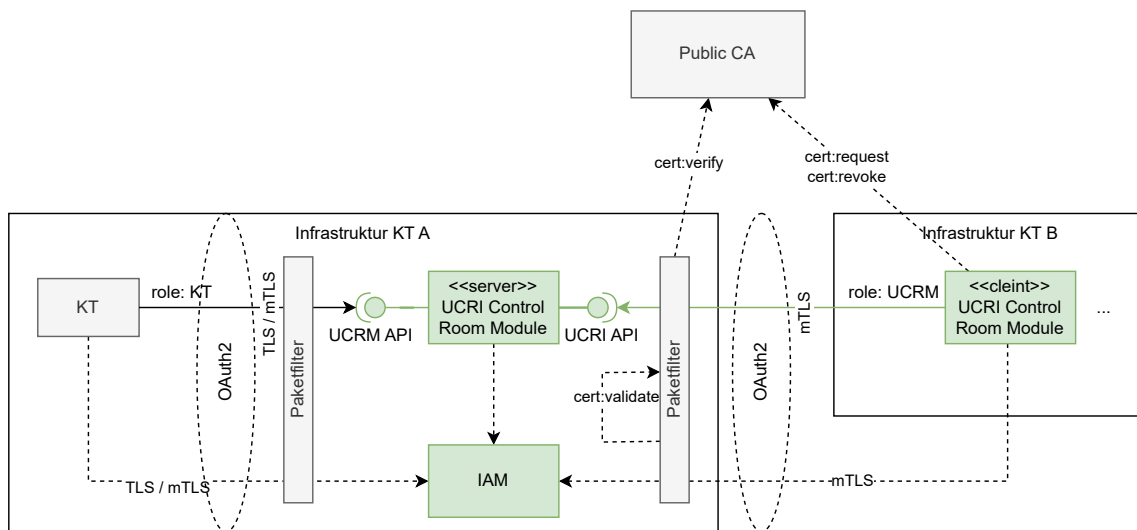 Public CA
cert:verify
cert:request
cert:revoke
Infrastruktur KT A
Infrastruktur KT B
KT
role: KT
OAuth2
TLS / mTLS
Paketfilter
UCRM API
<<server>>
UCRI Control
Room Module
UCRI API
Paketfilter
cert:validate
OAuth2
mTLS
role: UCRM
<<cleint>>
UCRI Control
Room Module
...
TLS / mTLS
IAM
mTLS